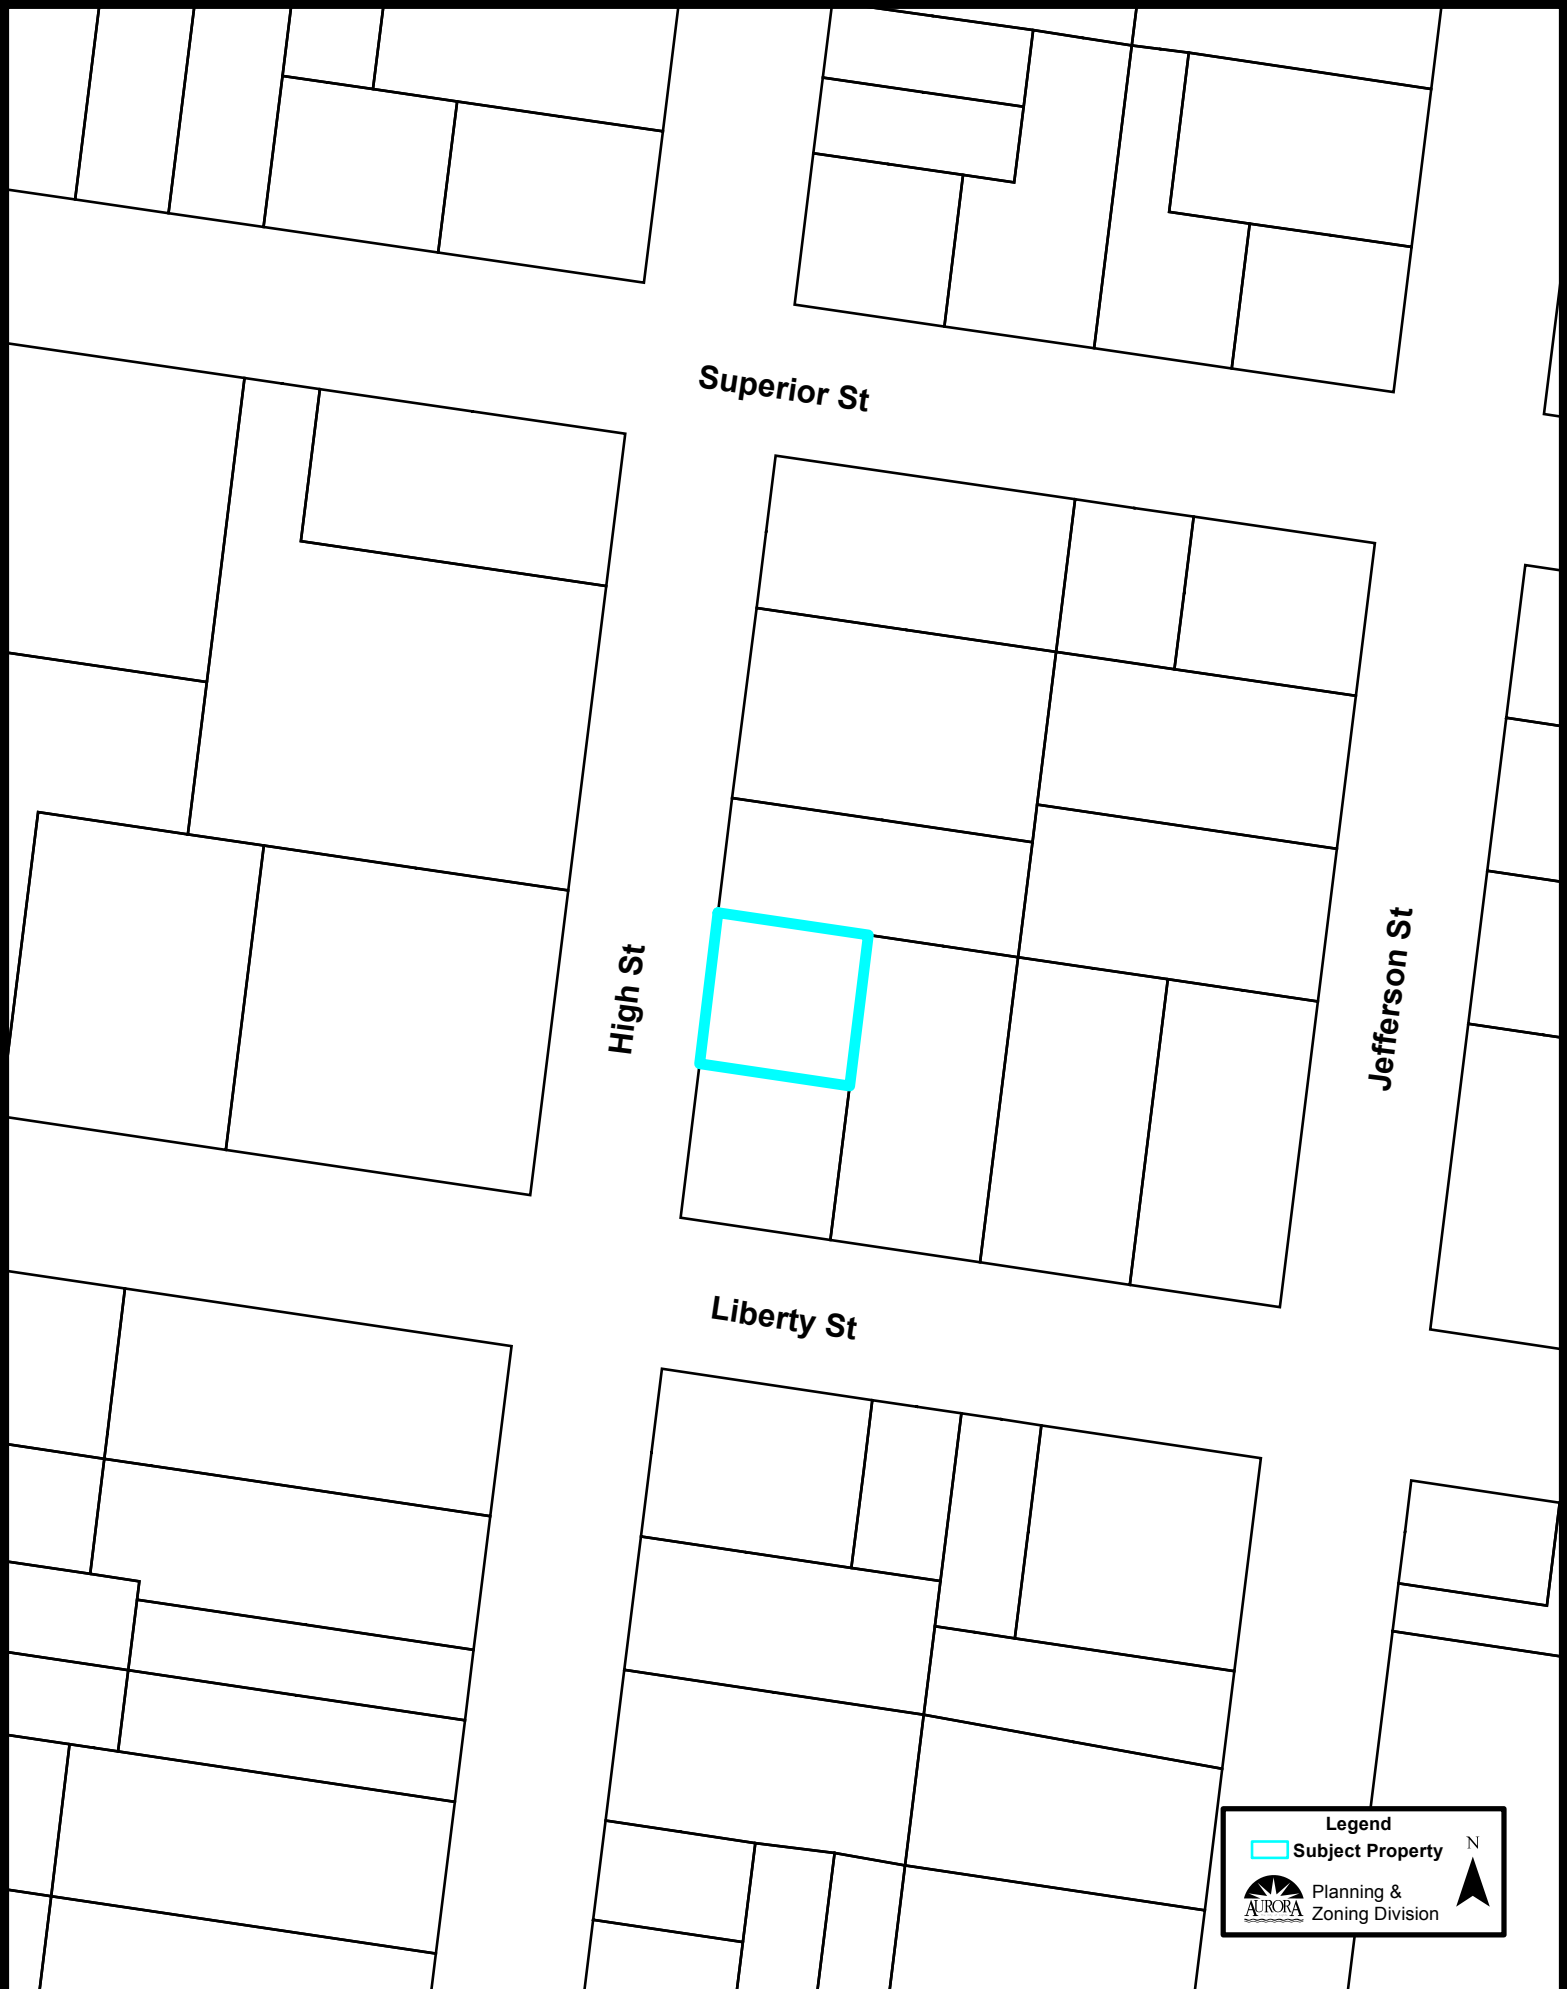 Superior St
High St
Jefferson St
Liberty St
Legend
Subject Property
N
AURORA
Planning &
Zoning Division